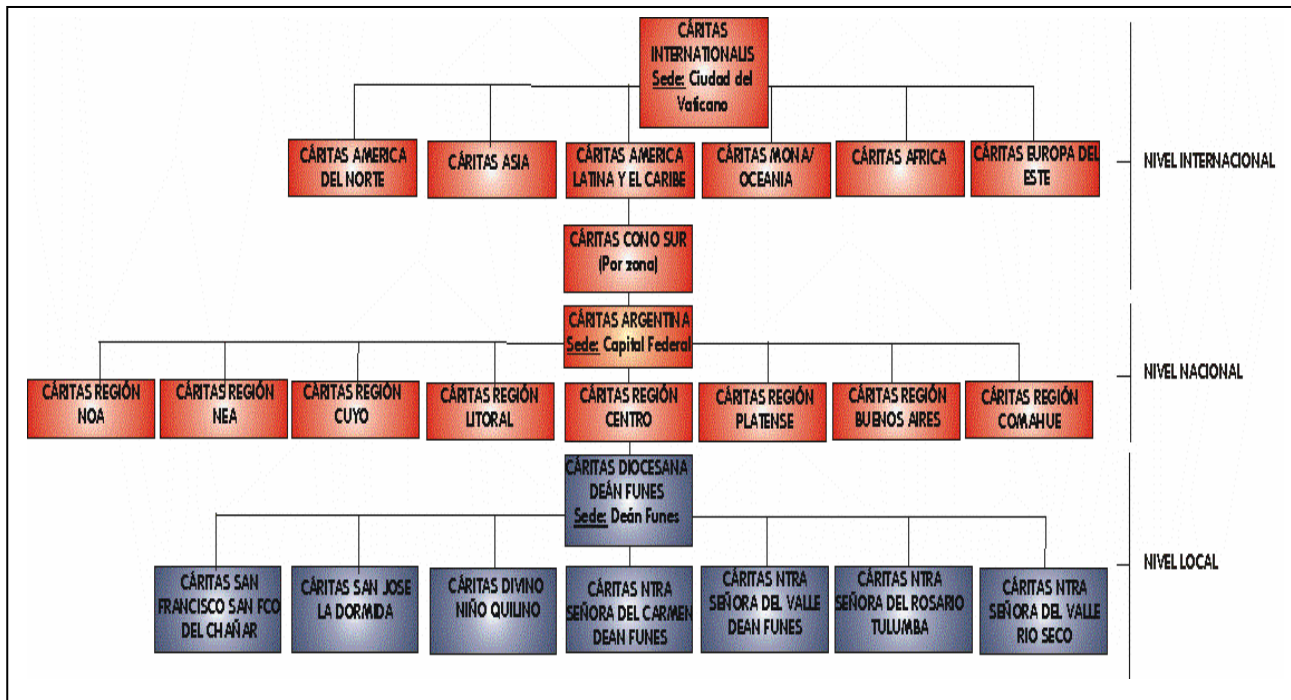 CÁRITAS
INTERNATIONALIS
Sede: Ciudad del
Vaticano
CÁRITAS AMERICA
DEL NORTE
CÁRITAS ASIA
CÁRITAS AMERICA
LATINA Y EL CARIBE
CÁRITAS MONA/
OCEANIA
CÁRITAS AFRICA
CÁRITAS EUROPA DEL
ESTE
NIVEL INTERNACIONAL
CÁRITAS CONO SUR
(Por zona)
CÁRITAS ARGENTINA
Sede: Capital Federal
CÁRITAS REGIÓN
NOA
CÁRITAS REGIÓN
NEA
CÁRITAS REGIÓN
CUYO
CÁRITAS REGIÓN
LITORAL
CÁRITAS REGIÓN
CENTRO
CÁRITAS REGIÓN
PLATENSE
CÁRITAS REGIÓN
BUENOS AIRES
CÁRITAS REGIÓN
COMAHUE
NIVEL NACIONAL
CÁRITAS DIOCESANA
DEÁN FUNES
Sede: Deán Funes
CÁRITAS SAN
FRANCISCO SAN FCO
DEL CHAÑAR
CÁRITAS SAN JOSE
LA DORMIDA
CÁRITAS DIVINO
NIÑO QUILINO
CÁRITAS NTRA
SEÑORA DEL CARMEN
DEAN FUNES
CÁRITAS NTRA
SEÑORA DEL VALLE
DEAN FUNES
CÁRITAS NTRA
SEÑORA DEL ROSARIO
TULUMBA
CÁRITAS NTRA
SEÑORA DEL VALLE
RIO SECO
NIVEL LOCAL